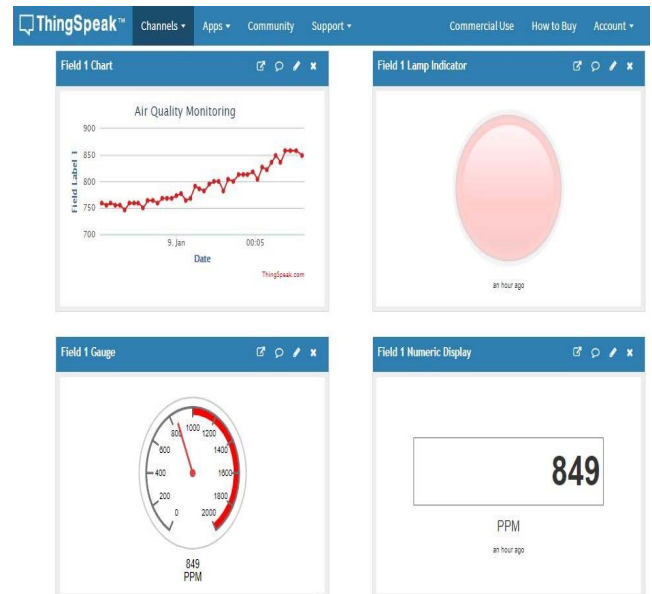 ThingSpeak™ Channels Apps Community Support Commercial Use How to Buy Account
Field 1 Chart
Air Quality Monitoring
900
850
800
750
700
Field Label 1
9. Jan 00:05
Date
ThingSpeak.com
Field 1 Lamp Indicator
an hour ago
Field 1 Gauge
0
200
400
600
800
1000
1200
1400
1600
1800
2000
849
PPM
Field 1 Numeric Display
849
PPM
an hour ago